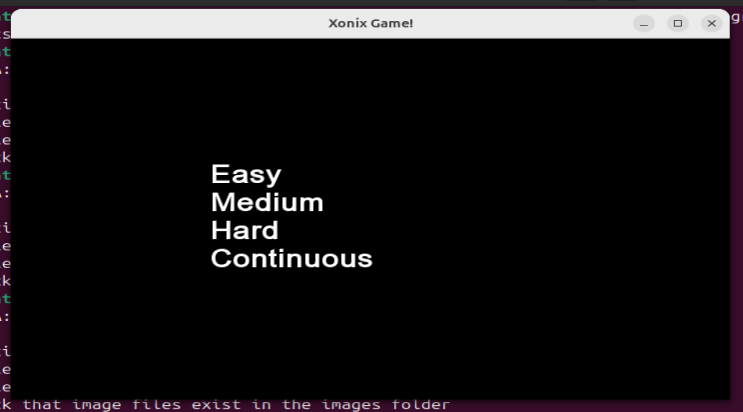 Xonix Game!
Easy
Medium
Hard
Continuous
that image files exist in the images folder